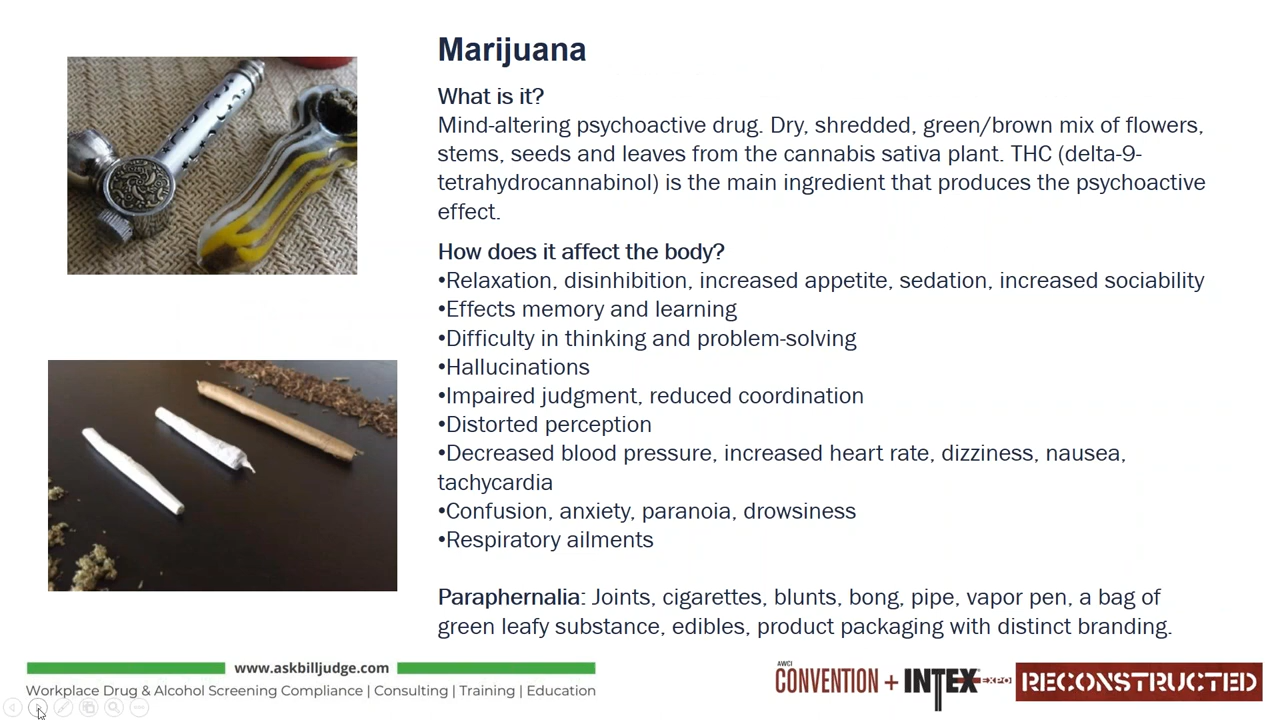 Marijuana
What is it?
Mind-altering psychoactive drug. Dry, shredded, green/brown mix of flowers,
stems, seeds and leaves from the cannabis sativa plant. THC (delta-9-
tetrahydrocannabinol) is the main ingredient that produces the psychoactive
effect.
How does it affect the body?
•Relaxation, disinhibition, increased appetite, sedation, increased sociability
•Effects memory and learning
•Difficulty in thinking and problem-solving
•Hallucinations
•Impaired judgment, reduced coordination
•Distorted perception
•Decreased blood pressure, increased heart rate, dizziness, nausea,
tachycardia
•Confusion, anxiety, paranoia, drowsiness
•Respiratory ailments
Paraphernalia: Joints, cigarettes, blunts, bong, pipe, vapor pen, a bag of
green leafy substance, edibles, product packaging with distinct branding.
www.askbilljudge.com
Workplace Drug & Alcohol Screening Compliance | Consulting | Training | Education
AWCI
CONVENTION + INTEX EXPO RECONSTRUCTED